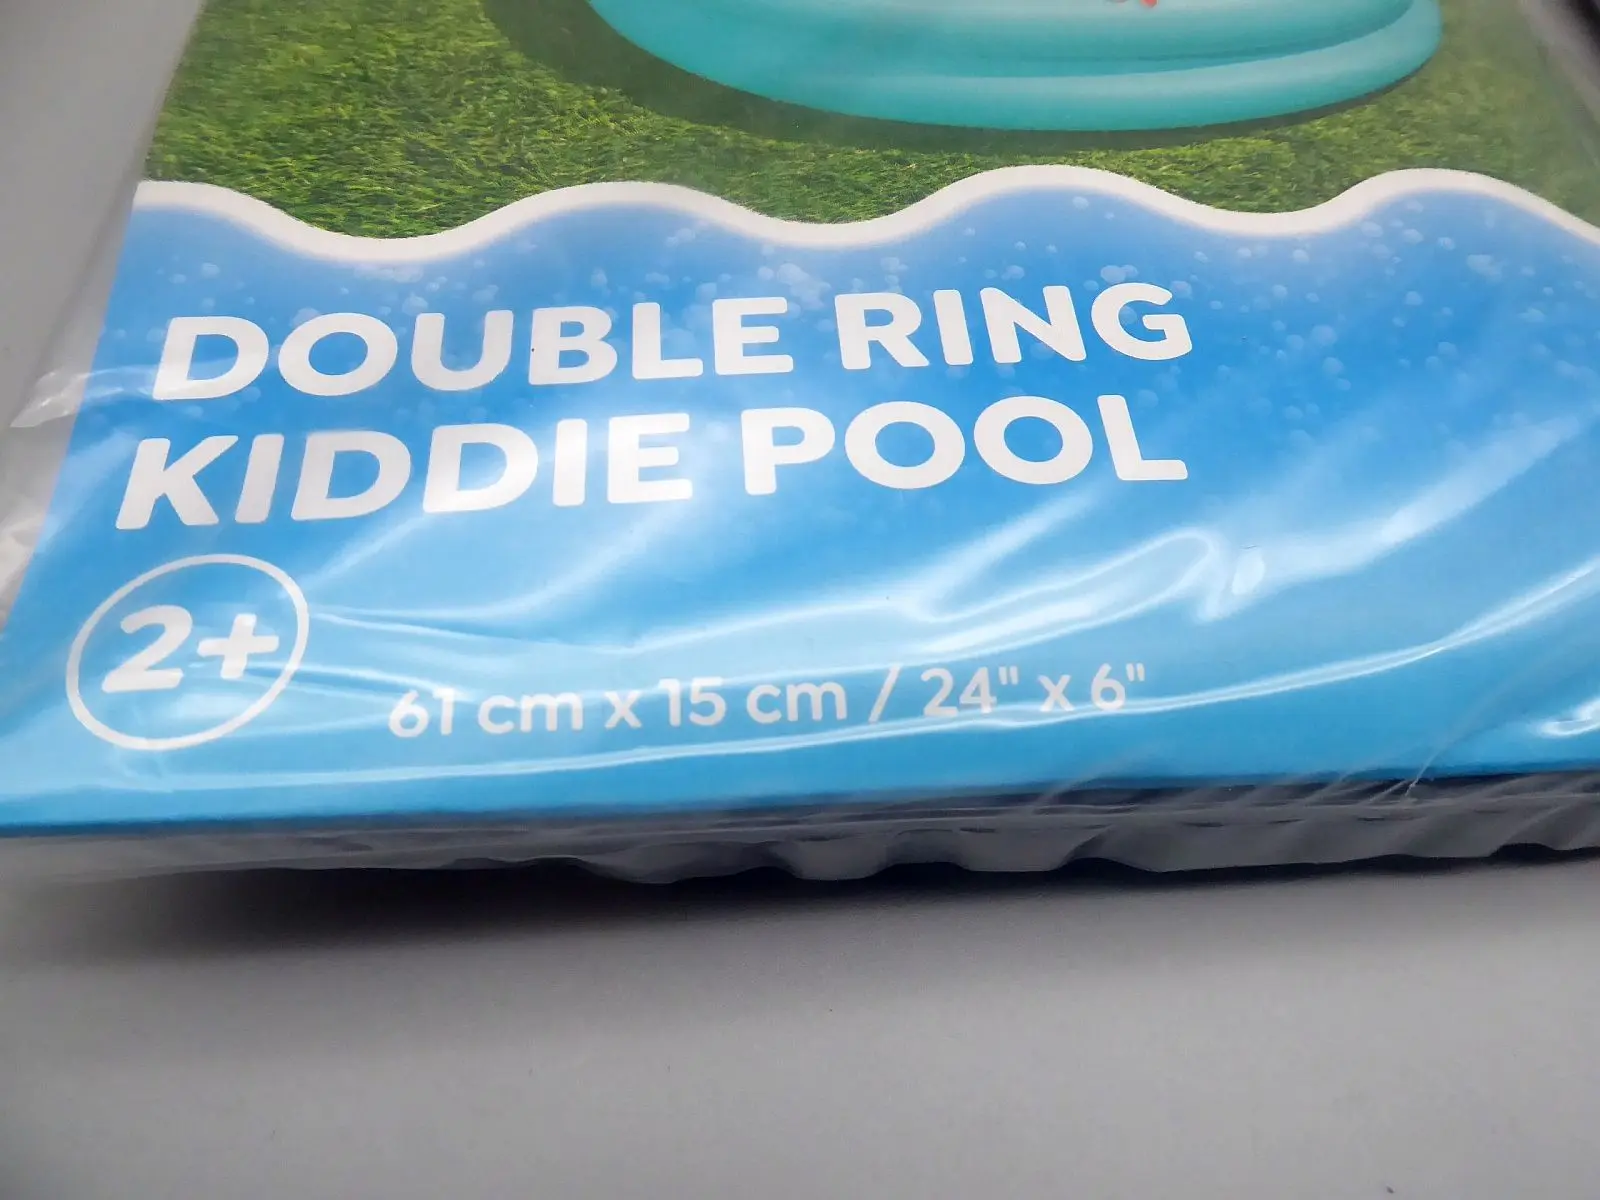 DOUBLE RING
KIDDIE POOL
2+
61 cm x 15 cm / 24" x 6"